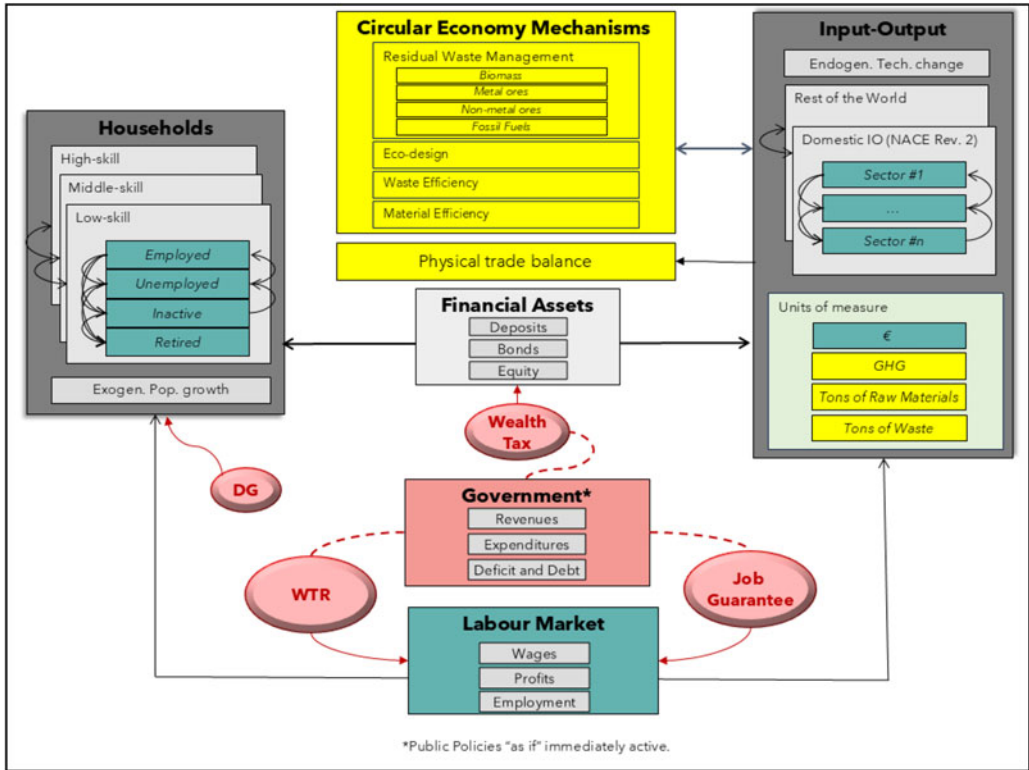 Circular Economy Mechanisms
Residual Waste Management
Biomass
Metal ores
Non-metal ores
Fossil Fuels
Eco-design
Waste Efficiency
Material Efficiency
Physical trade balance
Input-Output
Endogen. Tech. change
Rest of the World
Domestic IO (NACE Rev. 2)
Sector #1
...
Sector #n
Units of measure
€
GHG
Tons of Raw Materials
Tons of Waste
Households
High-skill
Middle-skill
Low-skill
Employed
Unemployed
Inactive
Retired
Exogen. Pop. growth
Financial Assets
Deposits
Bonds
Equity
Wealth
Tax
DG
Government*
Revenues
Expenditures
Deficit and Debt
WTR
Job
Guarantee
Labour Market
Wages
Profits
Employment
*Public Policies "as if" immediately active.